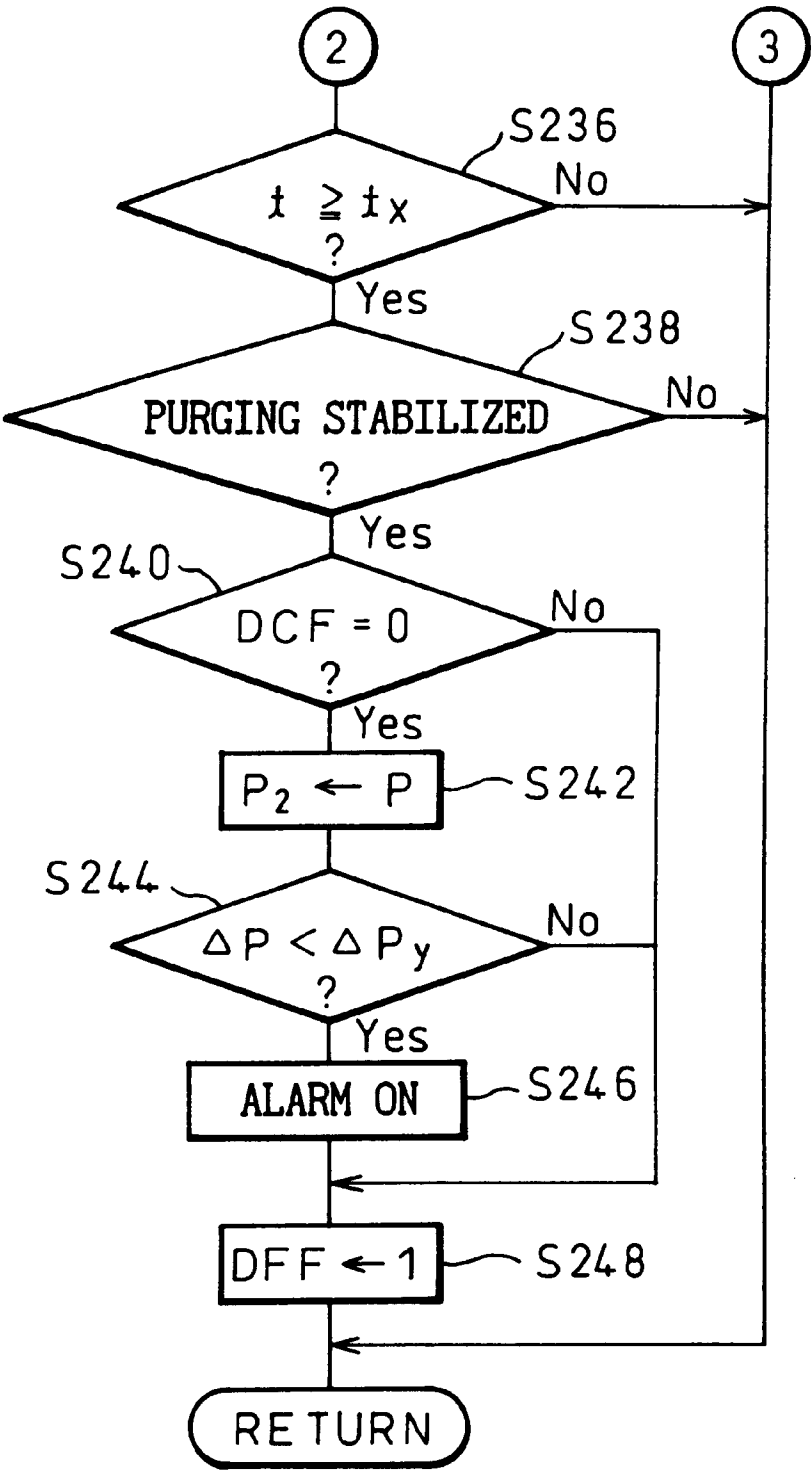 2
3
S236
t ≧ tx
?
No
Yes
S238
PURGING STABILIZED
?
No
Yes
S240
DCF = 0
?
No
Yes
P2 ← P
S242
S244
ΔP < ΔPy
?
No
Yes
ALARM ON
S246
DFF ← 1
S248
RETURN